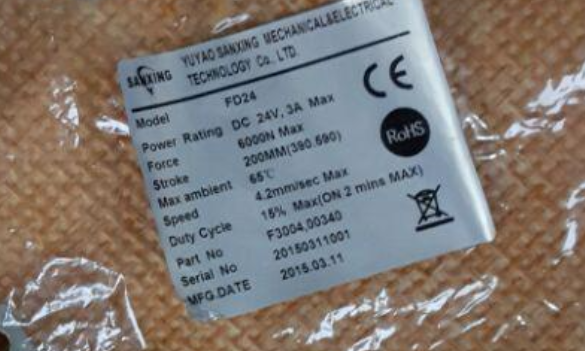 SANXING
YUYAO SANXING MECHANICAL&ELECTRICAL
TECHNOLOGY Co., LTD.
Model FD24
Power Rating DC 24V, 3A Max
Force 6000N Max
Stroke 200MM(390.590)
Max ambient 65℃
Speed 4.2mm/sec Max
Duty Cycle 15% Max(ON 2 mins MAX)
Part No F3004,00340
Serial No 20150311001
MFG.DATE 2015.03.11
CE
RoHS